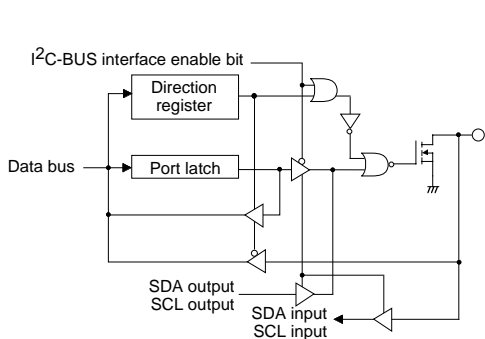 I²C-BUS interface enable bit
Direction
register
Data bus
Port latch
SDA output
SCL output
SDA input
SCL input